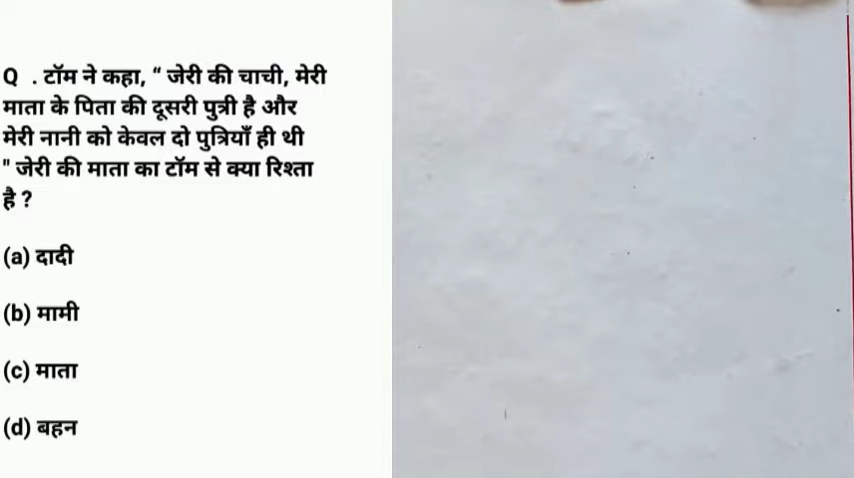 Q . टॉम ने कहा, “ जेरी की चाची, मेरी
माता के पिता की दूसरी पुत्री है और
मेरी नानी को केवल दो पुत्रियाँ ही थी
" जेरी की माता का टॉम से क्या रिश्ता
है ?
(a) दादी
(b) मामी
(c) माता
(d) बहन